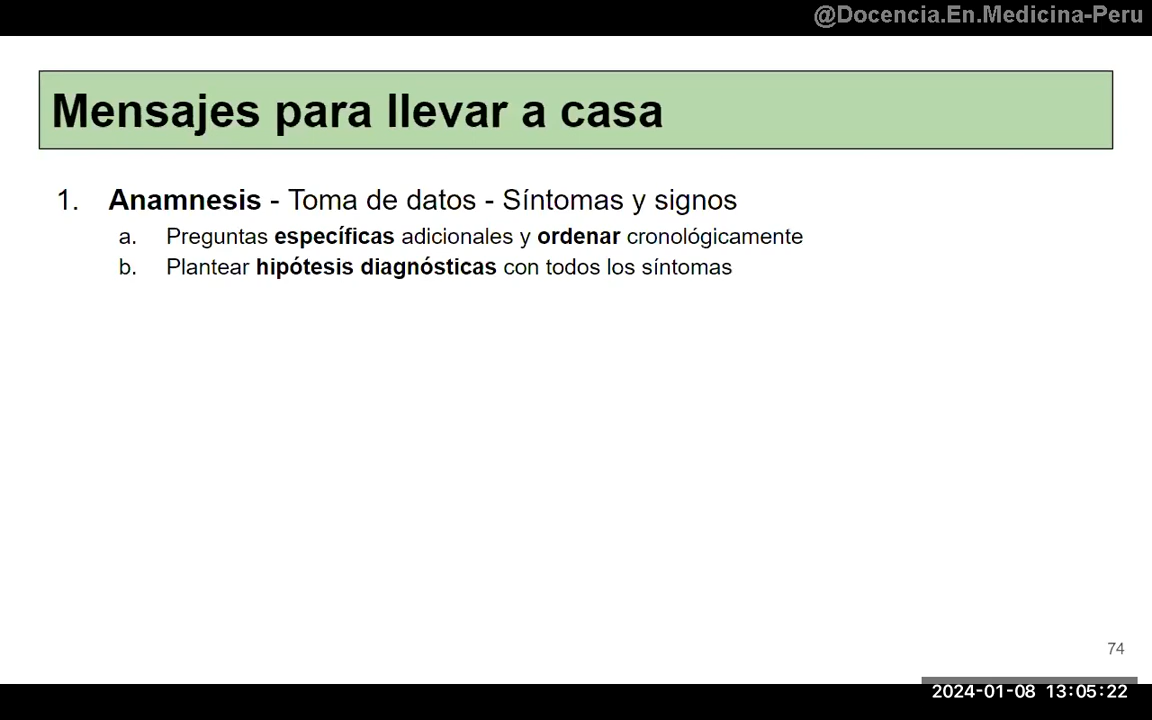 @Docencia.En.Medicina-Peru
Mensajes para llevar a casa
1. Anamnesis - Toma de datos - Síntomas y signos
a. Preguntas específicas adicionales y ordenar cronológicamente
b. Plantear hipótesis diagnósticas con todos los síntomas
74
2024-01-08 13:05:22